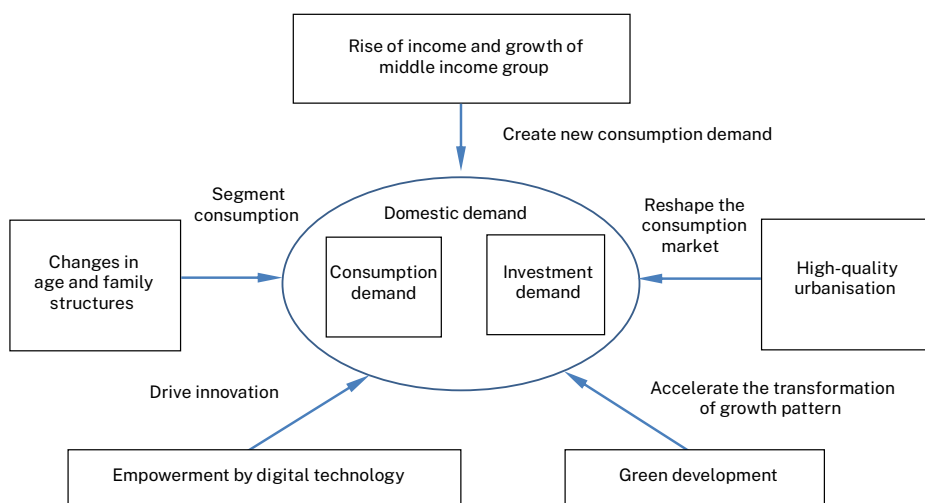 Rise of income and growth of
middle income group
Create new consumption demand
Segment
consumption
Domestic demand
Reshape the
consumption
market
Changes in
age and family
structures
Consumption
demand
Investment
demand
High-quality
urbanisation
Drive innovation
Accelerate the transformation
of growth pattern
Empowerment by digital technology
Green development